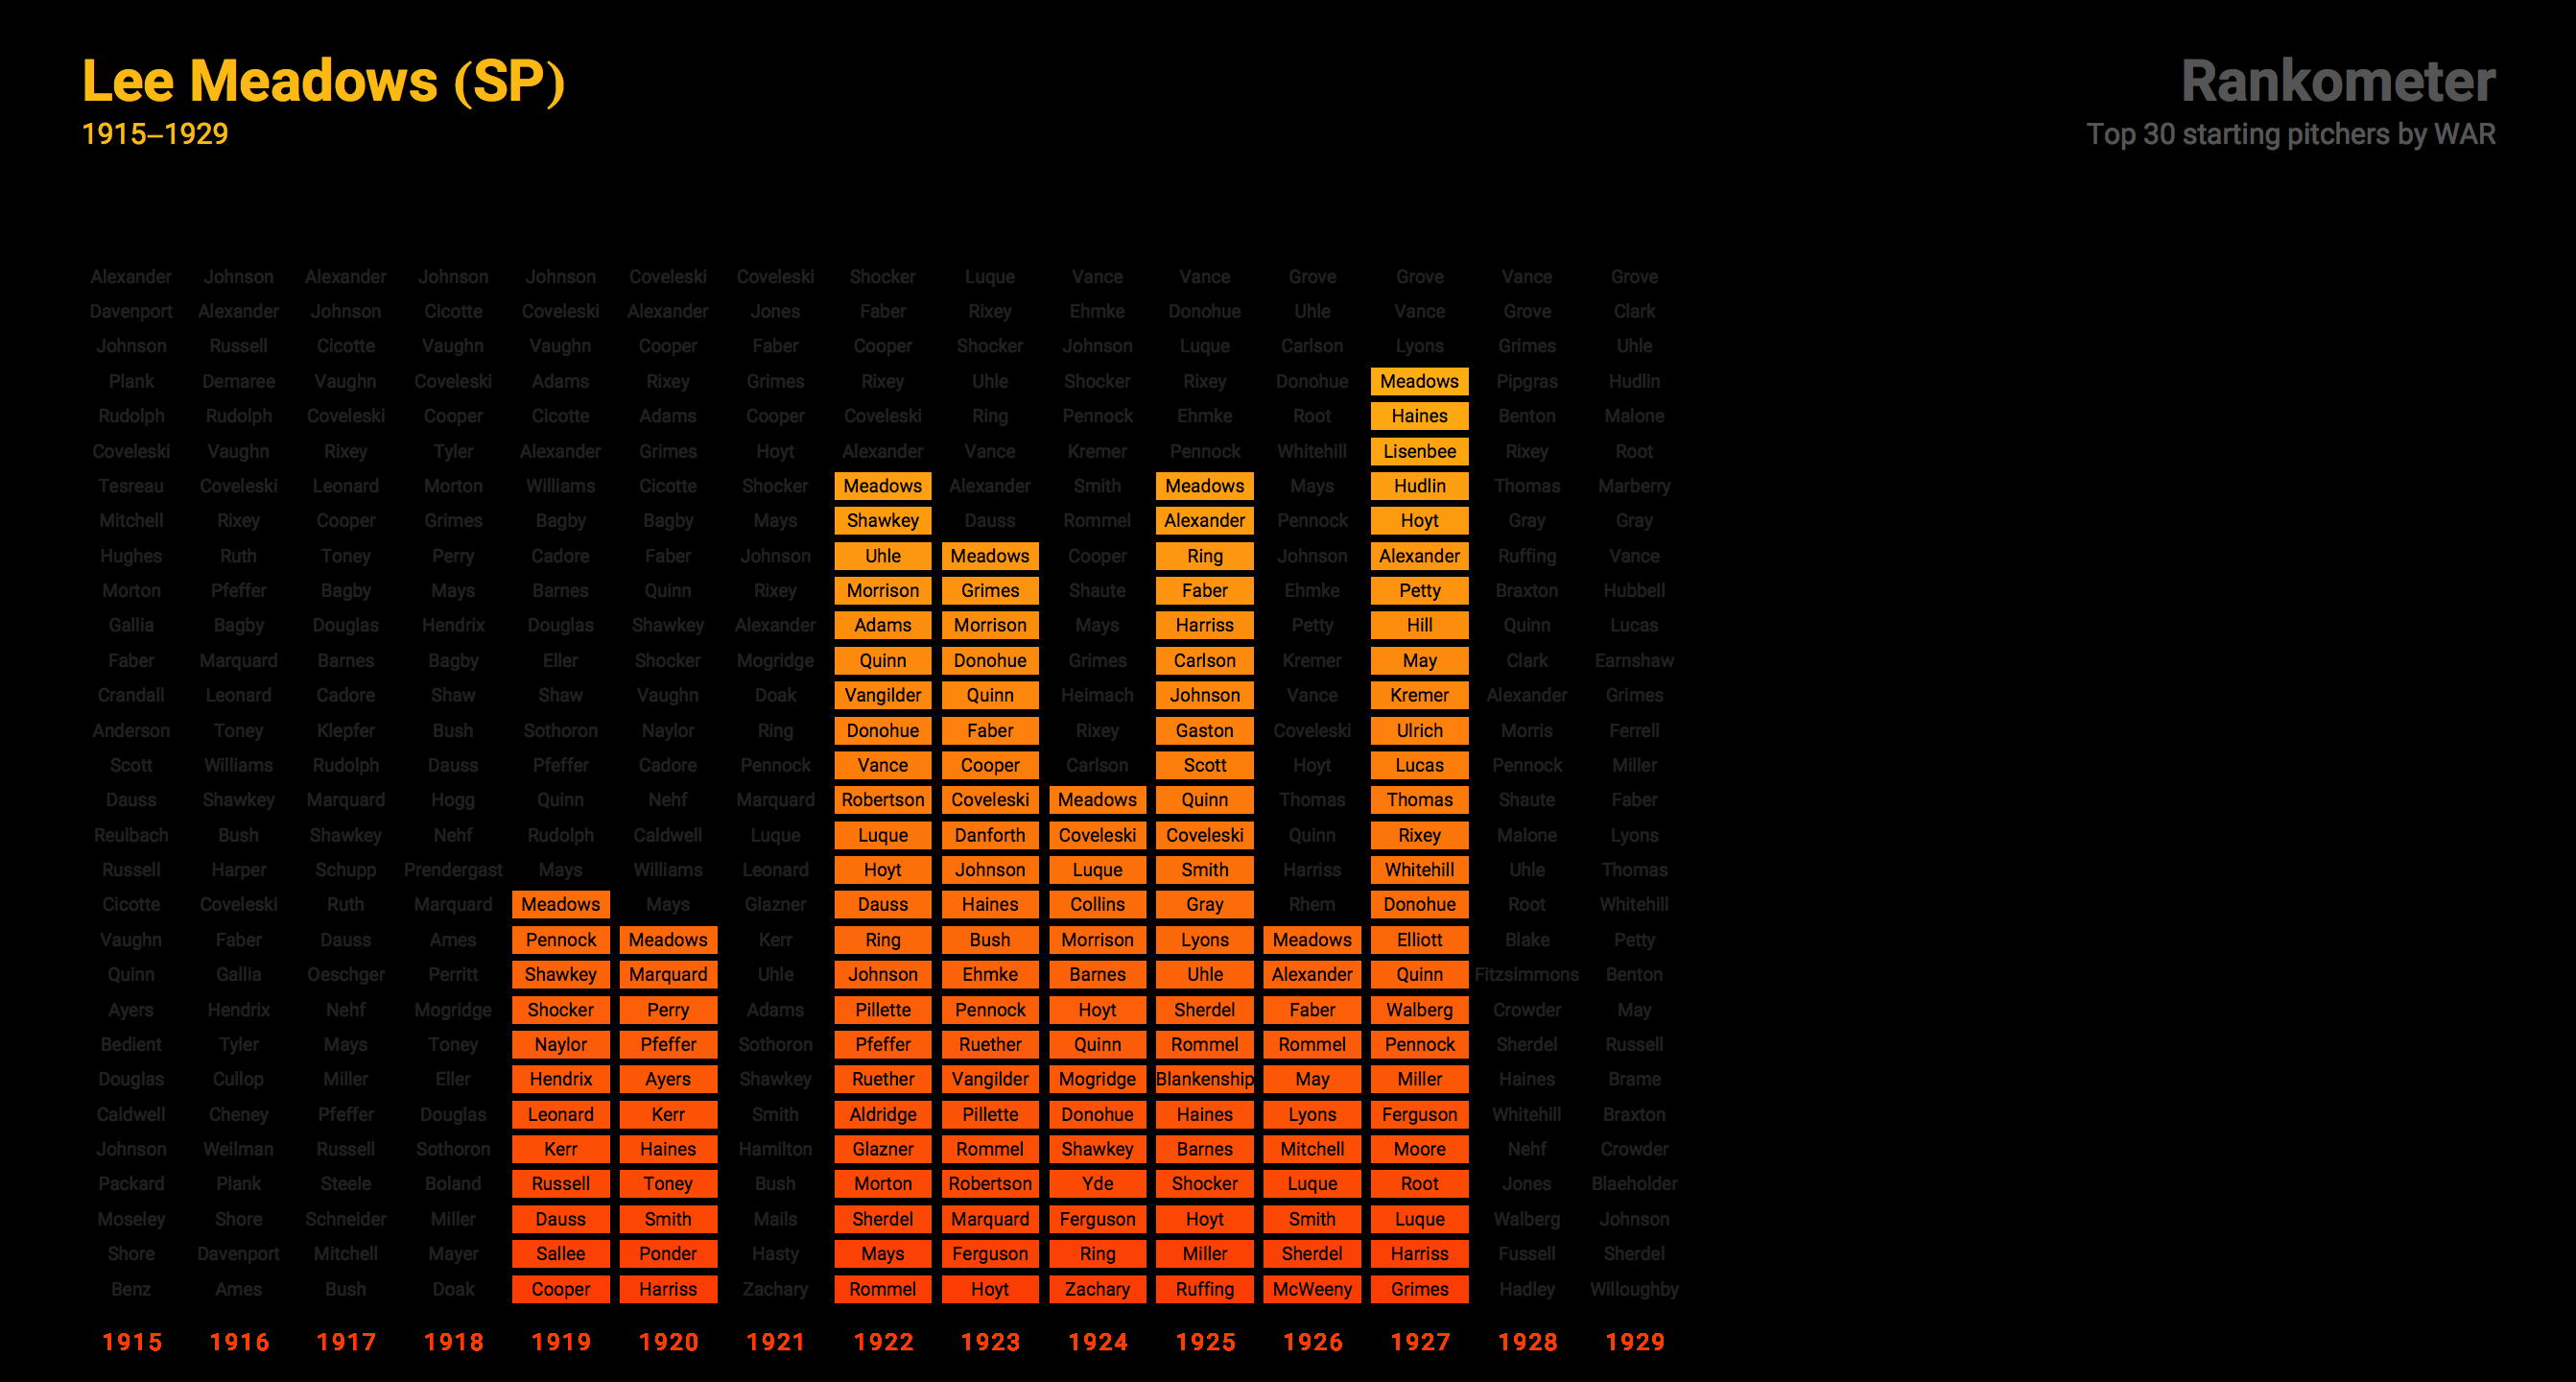 Lee Meadows (SP)
1915–1929
Rankometer
Top 30 starting pitchers by WAR
Alexander Johnson Alexander Johnson Johnson Coveleski Coveleski Shocker Luque Vance Vance Grove Grove Vance Grove
Davenport Alexander Johnson Cicotte Coveleski Alexander Jones Faber Rixey Ehmke Donohue Uhle Vance Grove Clark
Johnson Russell Cicotte Vaughn Vaughn Cooper Faber Cooper Shocker Johnson Luque Carlson Lyons Grimes Uhle
Plank Demaree Vaughn Coveleski Adams Rixey Grimes Rixey Uhle Shocker Rixey Donohue Meadows Pipgras Hudlin
Rudolph Rudolph Coveleski Cooper Cicotte Adams Cooper Coveleski Ring Pennock Ehmke Root Haines Benton Malone
Coveleski Vaughn Rixey Tyler Alexander Grimes Hoyt Alexander Vance Kremer Pennock Whitehill Lisenbee Rixey Root
Tesreau Coveleski Leonard Morton Williams Cicotte Shocker Meadows Alexander Smith Meadows Mays Hudlin Thomas Marberry
Mitchell Rixey Cooper Grimes Bagby Bagby Mays Shawkey Dauss Rommel Alexander Pennock Hoyt Gray Gray
Hughes Ruth Toney Perry Cadore Faber Johnson Uhle Meadows Cooper Ring Johnson Alexander Ruffing Vance
Morton Pfeffer Bagby Mays Barnes Quinn Rixey Morrison Grimes Shaute Faber Ehmke Petty Braxton Hubbell
Gallia Bagby Douglas Hendrix Douglas Shawkey Alexander Adams Morrison Mays Harriss Petty Hill Quinn Lucas
Faber Marquard Barnes Bagby Eller Shocker Mogridge Quinn Donohue Grimes Carlson Kremer May Clark Earnshaw
Crandall Leonard Cadore Shaw Shaw Vaughn Doak Vangilder Quinn Heimach Johnson Vance Kremer Alexander Grimes
Anderson Toney Klepfer Bush Sothoron Naylor Ring Donohue Faber Rixey Gaston Coveleski Ulrich Morris Ferrell
Scott Williams Rudolph Dauss Pfeffer Cadore Pennock Vance Cooper Carlson Scott Hoyt Lucas Pennock Miller
Dauss Shawkey Marquard Hogg Quinn Nehf Marquard Robertson Coveleski Meadows Quinn Thomas Thomas Shaute Faber
Reulbach Bush Shawkey Nehf Rudolph Caldwell Luque Luque Danforth Coveleski Coveleski Quinn Rixey Malone Lyons
Russell Harper Schupp Prendergast Mays Williams Leonard Hoyt Johnson Luque Smith Harriss Whitehill Uhle Thomas
Cicotte Coveleski Ruth Marquard Meadows Mays Glazner Dauss Haines Collins Gray Rhem Donohue Root Whitehill
Vaughn Faber Dauss Ames Pennock Meadows Kerr Ring Bush Morrison Lyons Meadows Elliott Blake Petty
Quinn Gallia Oeschger Perritt Shawkey Marquard Uhle Johnson Ehmke Barnes Uhle Alexander Quinn Fitzsimmons Benton
Ayers Hendrix Nehf Mogridge Shocker Perry Adams Pillette Pennock Hoyt Sherdel Faber Walberg Crowder May
Bedient Tyler Mays Toney Naylor Pfeffer Sothoron Pfeffer Ruether Quinn Rommel Rommel Pennock Sherdel Russell
Douglas Cullop Miller Eller Hendrix Ayers Shawkey Ruether Vangilder Mogridge Blankenship May Miller Haines Brame
Caldwell Cheney Pfeffer Douglas Leonard Kerr Smith Aldridge Pillette Donohue Haines Lyons Ferguson Whitehill Braxton
Johnson Weilman Russell Sothoron Kerr Haines Hamilton Glazner Rommel Shawkey Barnes Mitchell Moore Nehf Crowder
Packard Plank Steele Boland Russell Toney Bush Morton Robertson Yde Shocker Luque Root Jones Blaeholder
Moseley Shore Schneider Miller Dauss Smith Mails Sherdel Marquard Ferguson Hoyt Smith Luque Walberg Johnson
Shore Davenport Mitchell Mayer Sallee Ponder Hasty Mays Ferguson Ring Miller Sherdel Harriss Fussell Sherdel
Benz Ames Bush Doak Cooper Harriss Zachary Rommel Hoyt Zachary Ruffing McWeeny Grimes Hadley Willoughby
1915 1916 1917 1918 1919 1920 1921 1922 1923 1924 1925 1926 1927 1928 1929